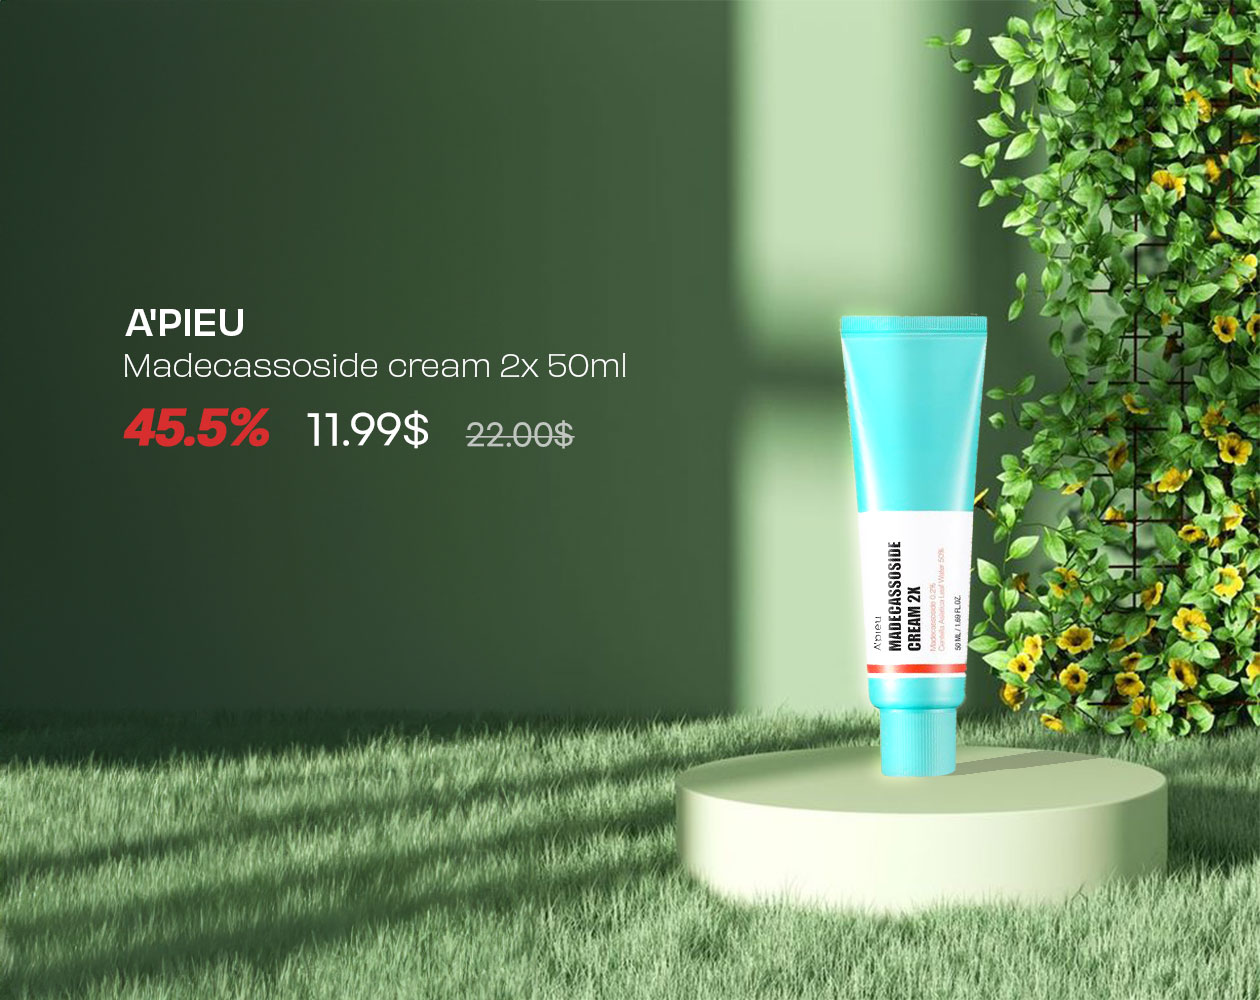 A'PIEU
Madecassoside cream 2x 50ml
45.5% 11.99$ 22.00$
A'pieu
MADECASSOSIDE
CREAM 2X
Madecassoside 0.2%
Centella Asiatica Leaf Water 50%
50 ML / 1.69 FL.OZ.